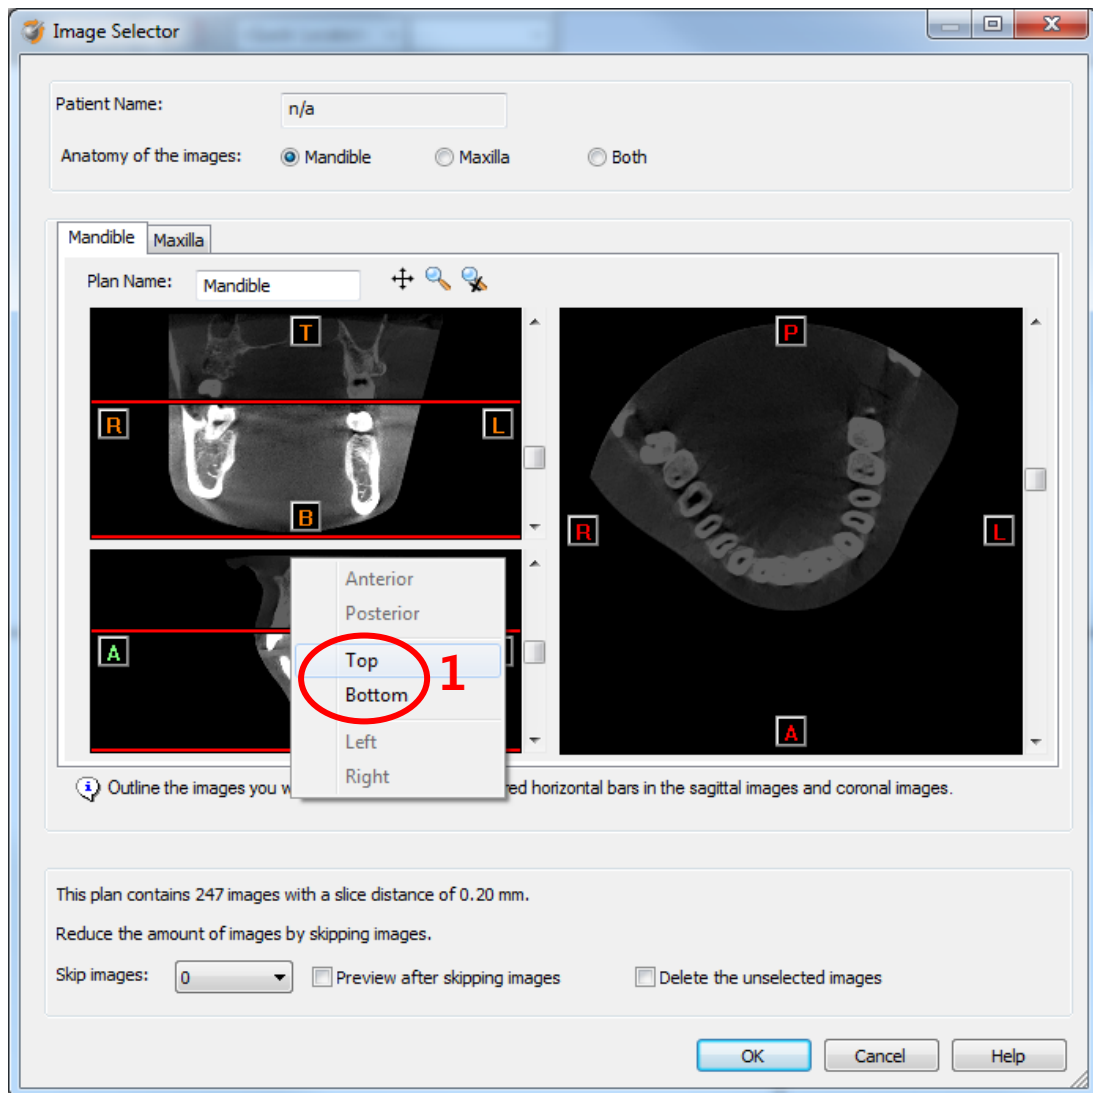 Image Selector
Patient Name:
n/a
Anatomy of the images:
Mandible
Maxilla
Both
Mandible
Maxilla
Plan Name:
Mandible
T
R
L
B
P
R
L
A
A
Anterior
Posterior
Top
Bottom
1
Left
Right
Outline the images you w
red horizontal bars in the sagittal images and coronal images.
This plan contains 247 images with a slice distance of 0.20 mm.
Reduce the amount of images by skipping images.
Skip images:
0
Preview after skipping images
Delete the unselected images
OK
Cancel
Help